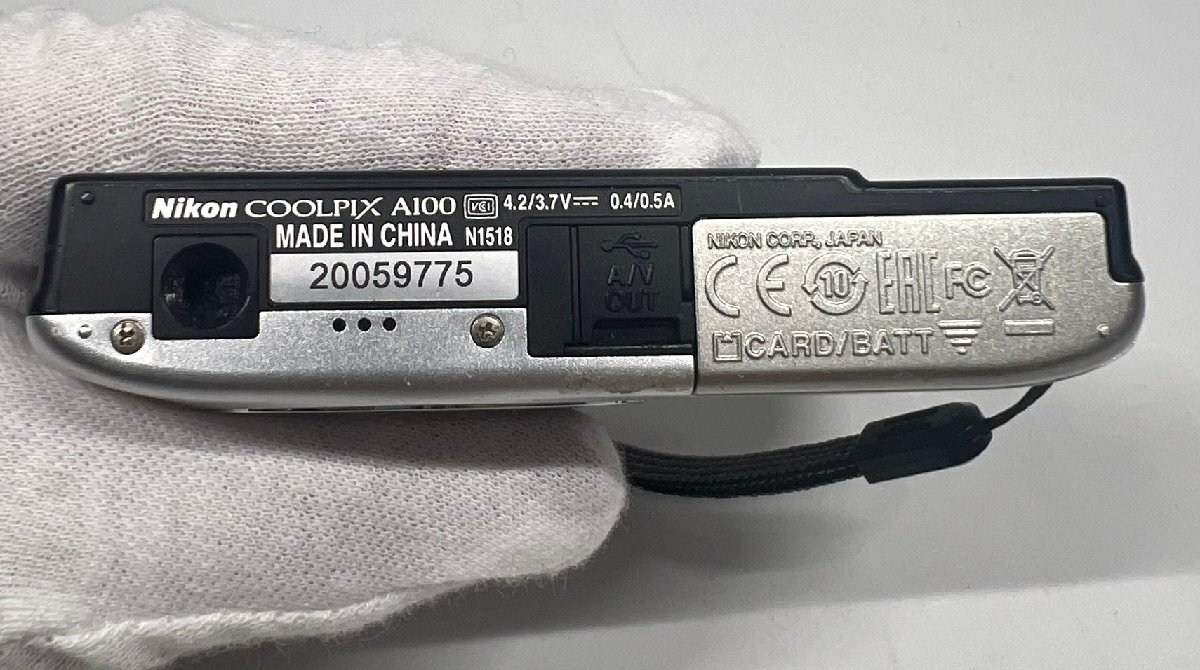 Nikon COOLPIX A100 VCCI 4.2/3.7V⎓ 0.4/0.5A
MADE IN CHINA N1518
20059775
A/V
OUT
NIKON CORP., JAPAN
CE 10 EAC FC
CARD/BATT